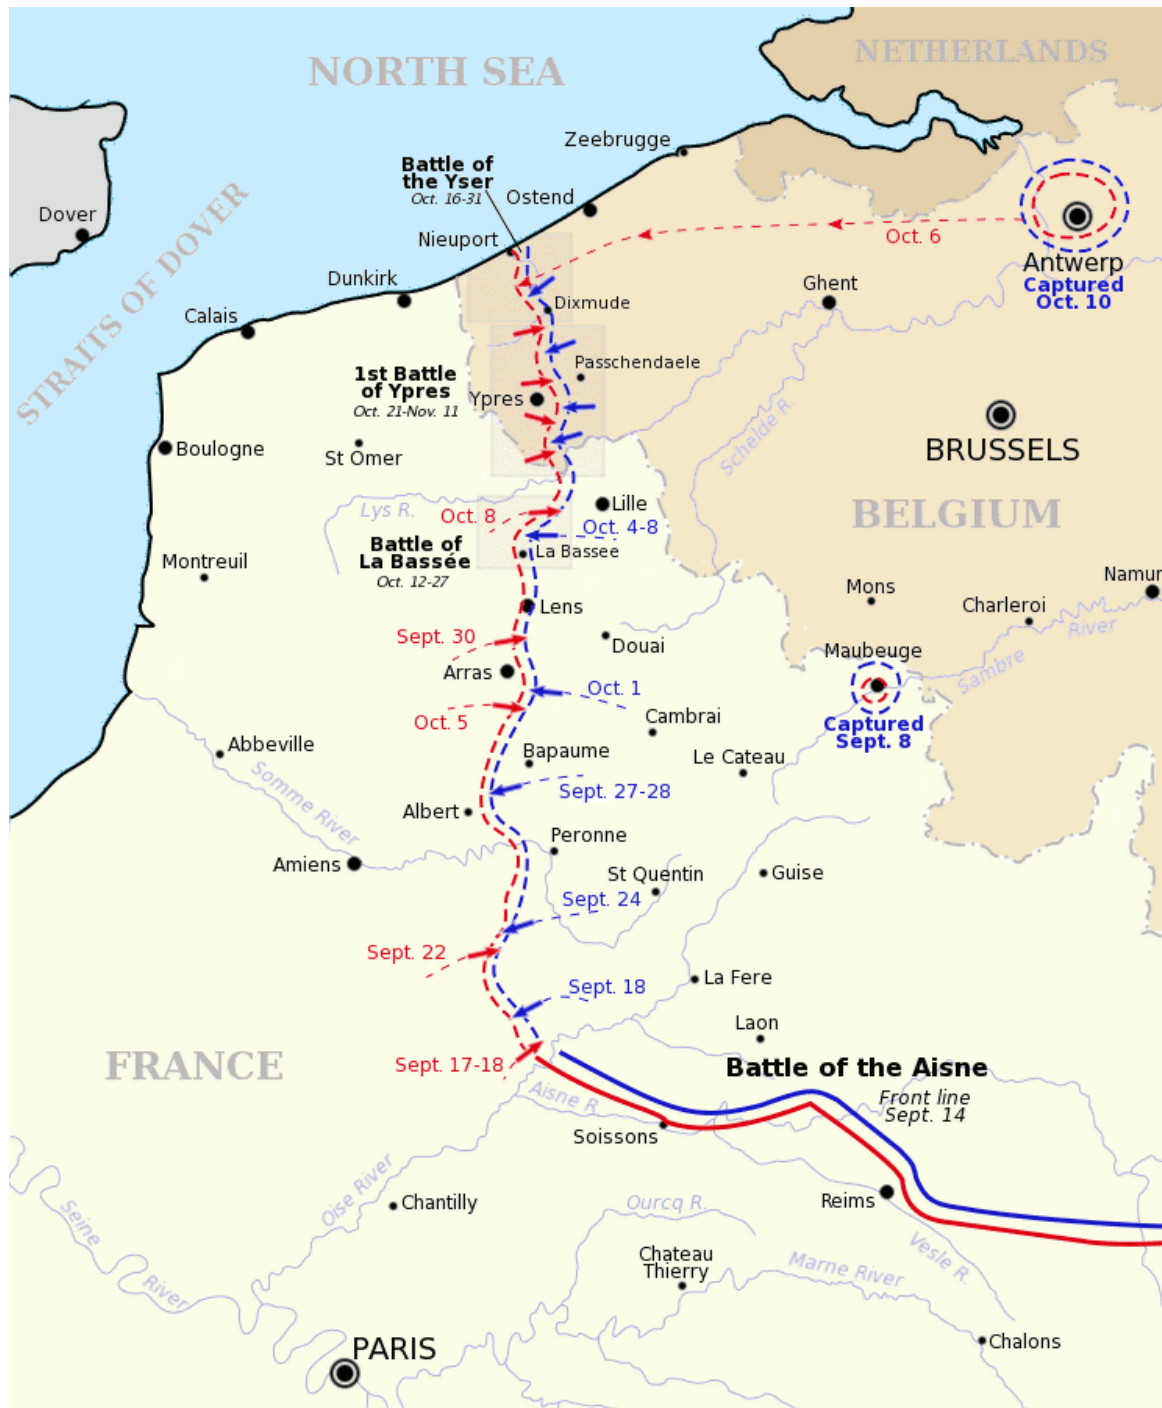 NORTH SEA
NETHERLANDS
Zeebrugge
Battle of
the Yser
Oct. 16-31
Ostend
Dover
STRAITS OF DOVER
Nieuport
Oct. 6
Antwerp
Captured
Oct. 10
Dunkirk
Ghent
Dixmude
Calais
Passchendaele
1st Battle
of Ypres
Oct. 21-Nov. 11
Ypres
Schelde R.
BRUSSELS
Boulogne
St Omer
Lys R.
Lille
BELGIUM
Oct. 8
Oct. 4-8
Battle of
La Bassée
Oct. 12-27
La Bassee
Montreuil
Namur
Mons
Charleroi
Lens
River
Sept. 30
Douai
Maubeuge
Sambre
Arras
Oct. 1
Oct. 5
Cambrai
Captured
Sept. 8
Abbeville
Bapaume
Le Cateau
Somme River
Sept. 27-28
Albert
Peronne
Amiens
St Quentin
Guise
Sept. 24
Sept. 22
La Fere
Sept. 18
Laon
FRANCE
Sept. 17-18
Battle of the Aisne
Front line
Sept. 14
Aisne R.
Soissons
Oise River
Chantilly
Ourcq R.
Reims
Seine
River
Chateau
Thierry
Marne River
Vesle R.
PARIS
Chalons